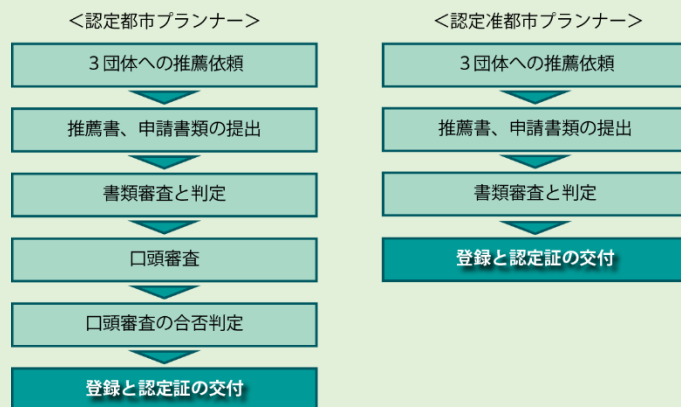 ＜認定都市プランナー＞
３団体への推薦依頼
推薦書、申請書類の提出
書類審査と判定
口頭審査
口頭審査の合否判定
登録と認定証の交付
＜認定准都市プランナー＞
３団体への推薦依頼
推薦書、申請書類の提出
書類審査と判定
登録と認定証の交付